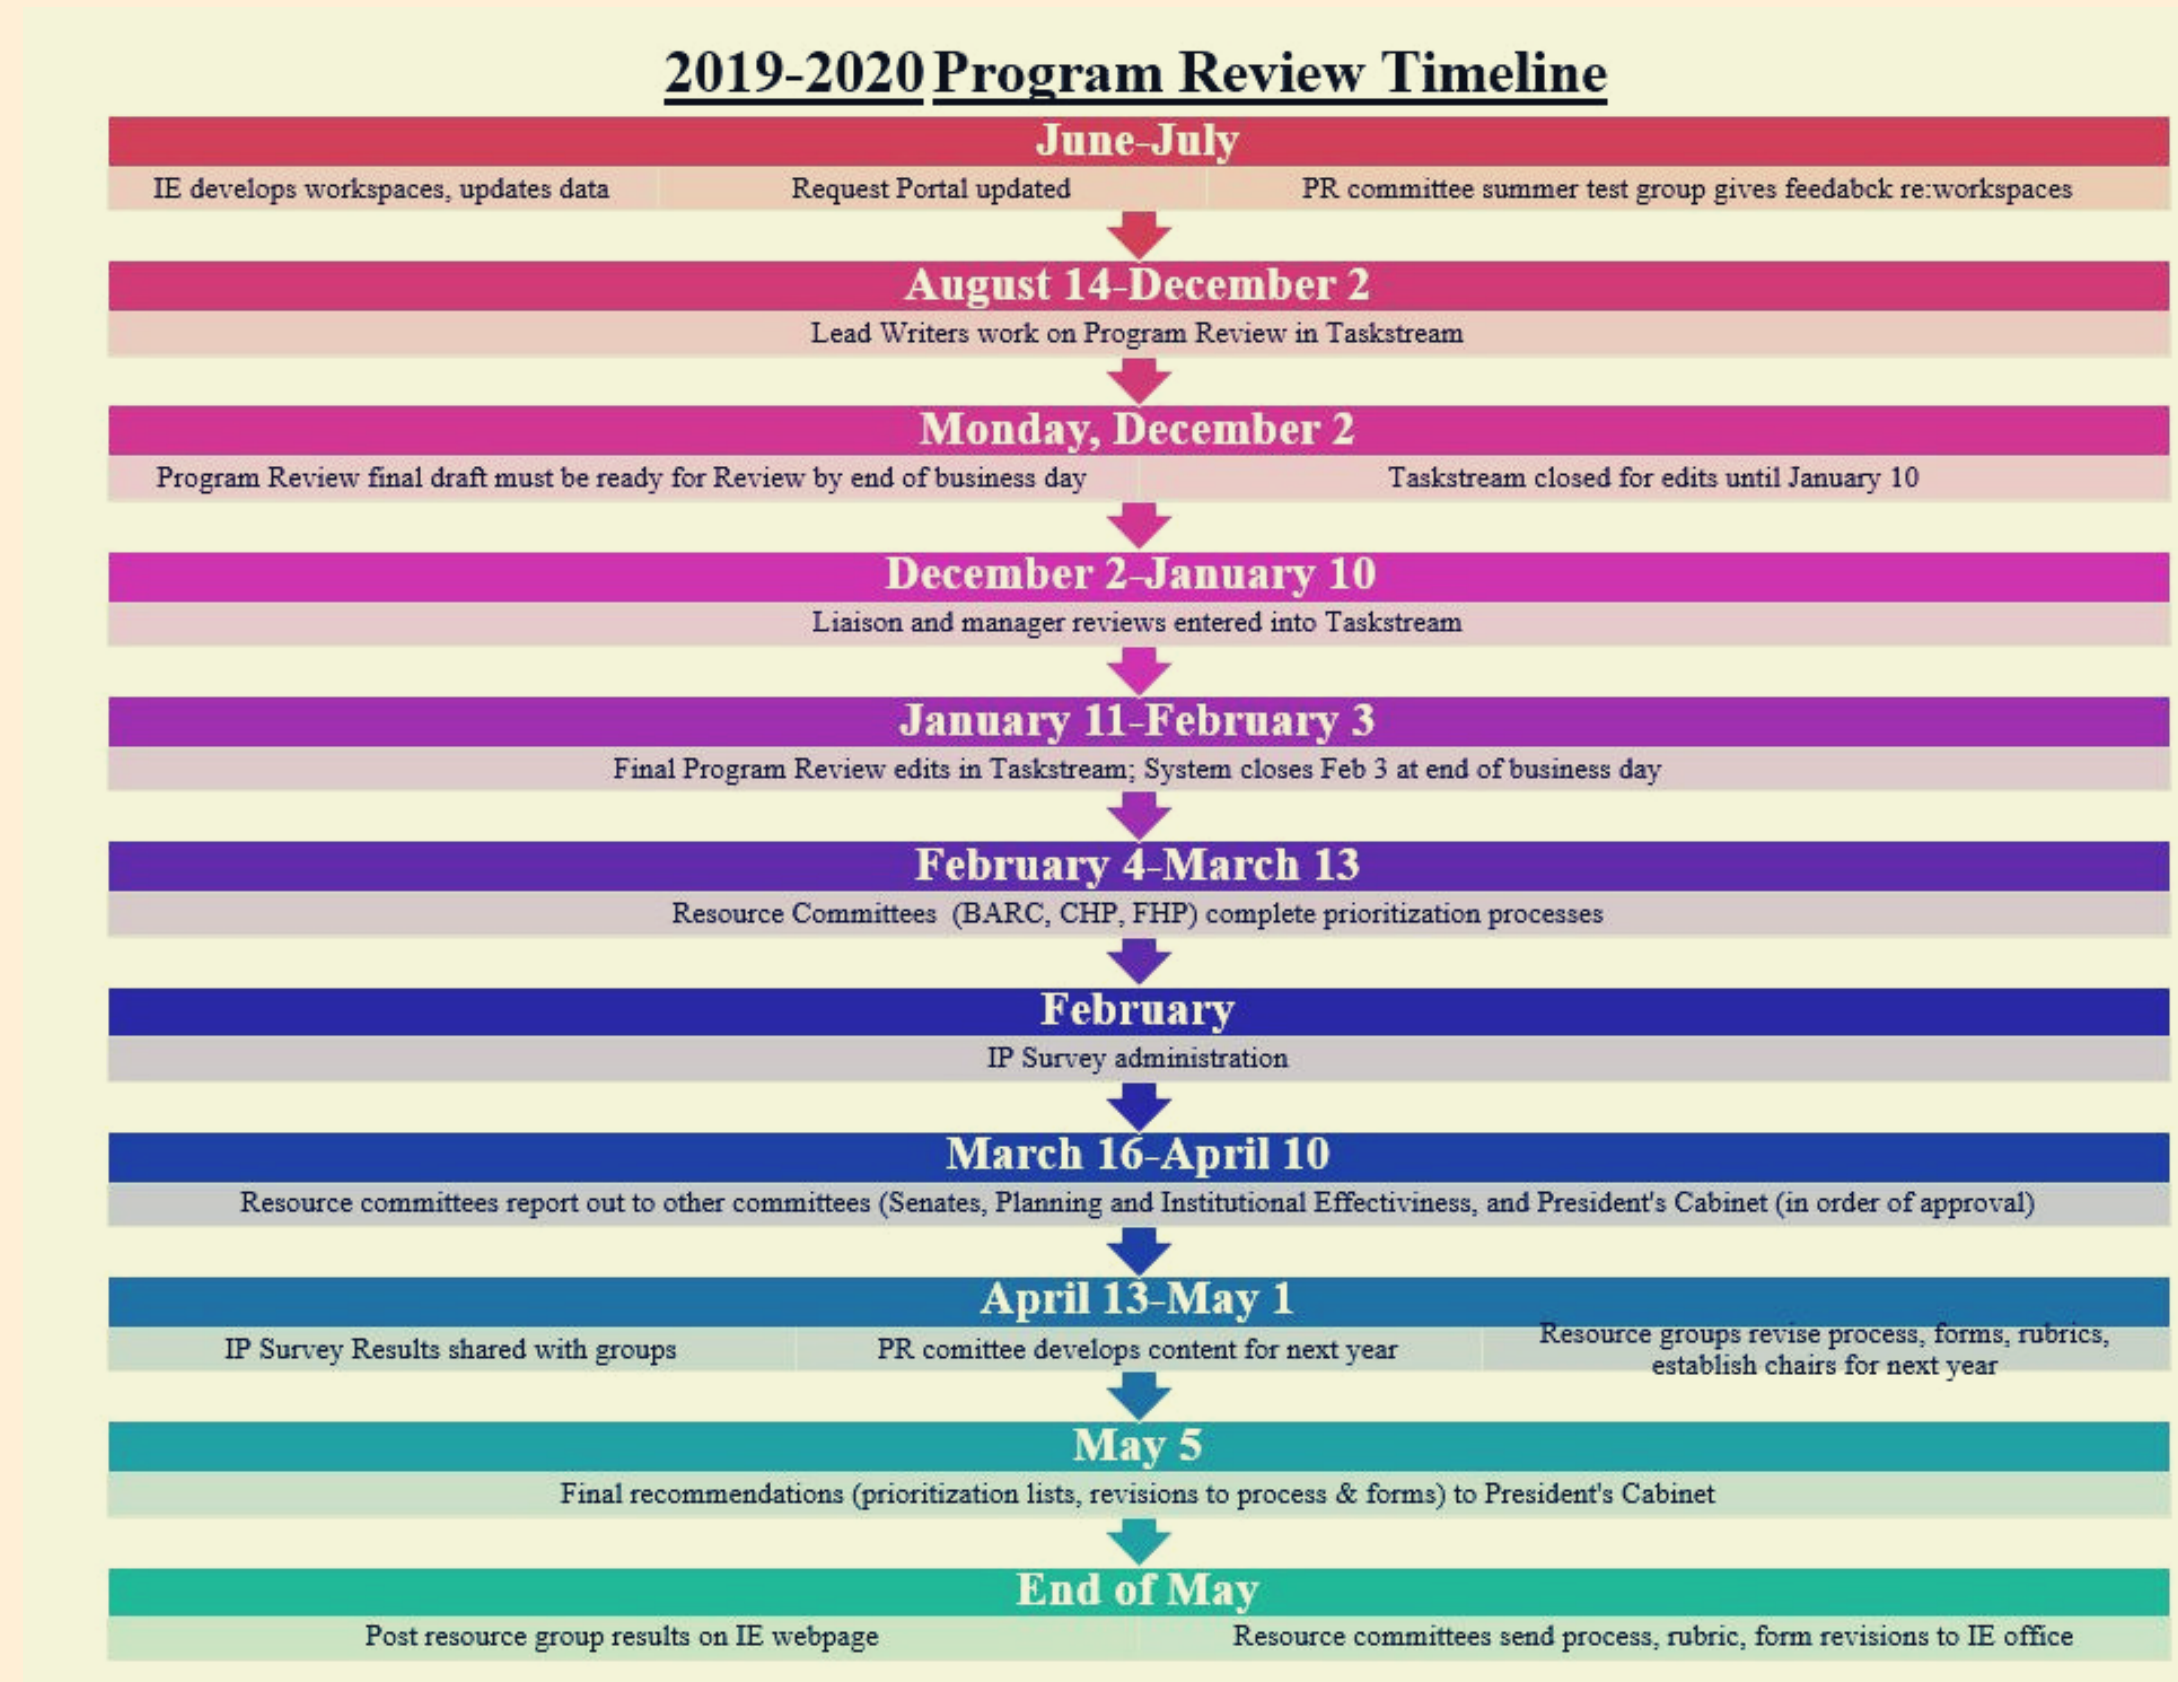 2019-2020 Program Review Timeline
June-July
IE develops workspaces, updates data
Request Portal updated
PR committee summer test group gives feedabck re:workspaces
August 14-December 2
Lead Writers work on Program Review in Taskstream
Monday, December 2
Program Review final draft must be ready for Review by end of business day
Taskstream closed for edits until January 10
December 2-January 10
Liaison and manager reviews entered into Taskstream
January 11-February 3
Final Program Review edits in Taskstream; System closes Feb 3 at end of business day
February 4-March 13
Resource Committees (BARC, CHP, FHP) complete prioritization processes
February
IP Survey administration
March 16-April 10
Resource committees report out to other committees (Senates, Planning and Institutional Effectiviness, and President's Cabinet (in order of approval)
April 13-May 1
IP Survey Results shared with groups
PR comittee develops content for next year
Resource groups revise process, forms, rubrics,
establish chairs for next year
May 5
Final recommendations (prioritization lists, revisions to process & forms) to President's Cabinet
End of May
Post resource group results on IE webpage
Resource committees send process, rubric, form revisions to IE office